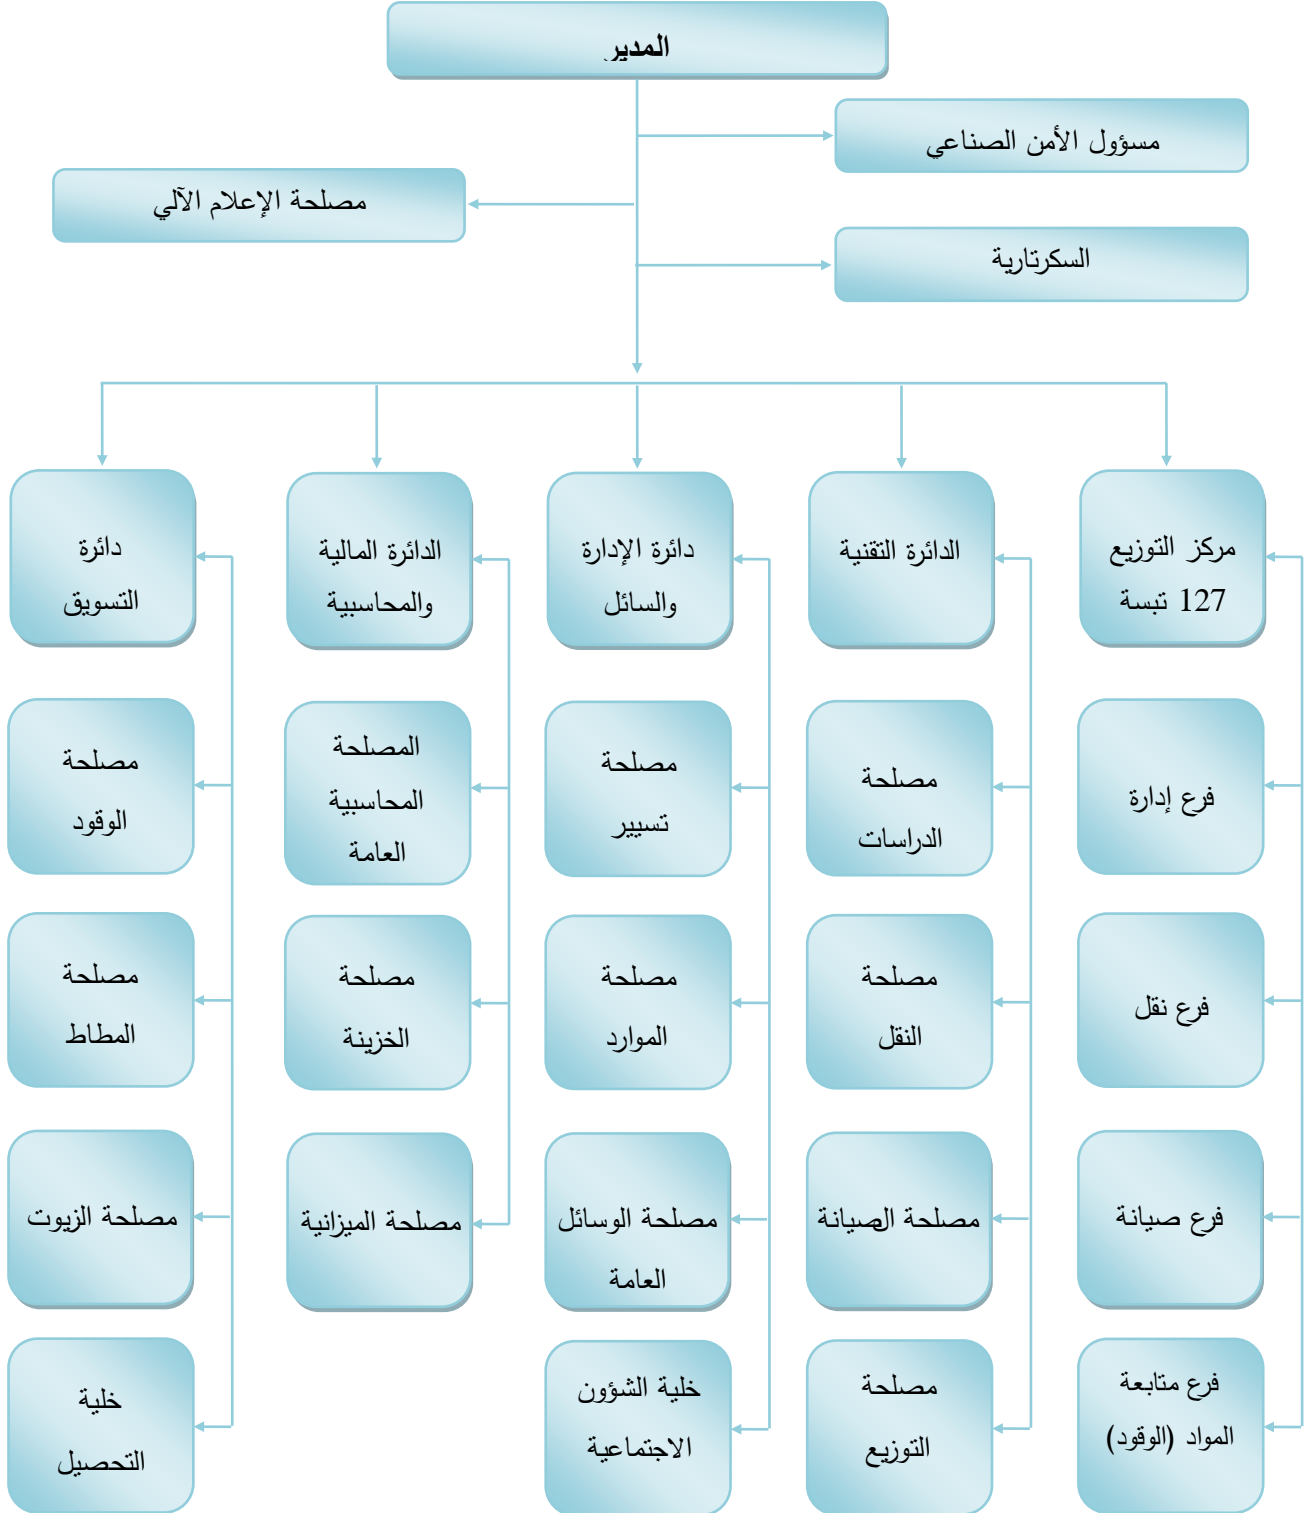 المدير
مسؤول الأمن الصناعي
مصلحة الإعلام الآلي
السكرتارية
مركز التوزيع
127 تبسة
الدائرة التقنية
دائرة الإدارة
والسائل
الدائرة المالية
والمحاسبية
دائرة
التسويق
فرع إدارة
مصلحة
الدراسات
مصلحة
تسيير
المصلحة
المحاسبية
العامة
مصلحة
الوقود
فرع نقل
مصلحة
النقل
مصلحة
الموارد
مصلحة
الخزينة
مصلحة
المطاط
فرع صيانة
مصلحة الصيانة
مصلحة الوسائل
العامة
مصلحة الميزانية
مصلحة الزيوت
فرع متابعة
المواد (الوقود)
مصلحة
التوزيع
خلية الشؤون
الاجتماعية
خلية
التحصيل